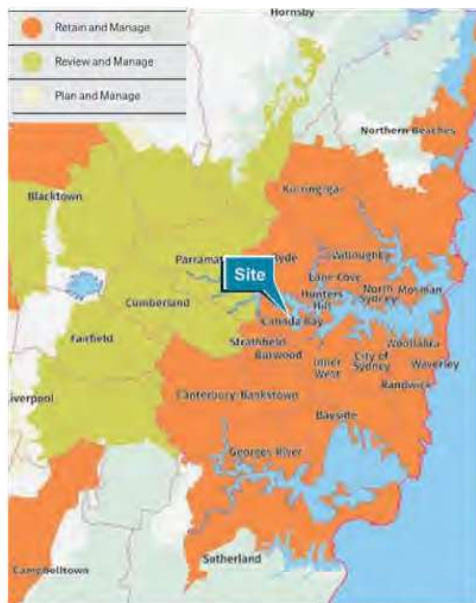 Hornsby
Retain and Manage
Review and Manage
Plan and Manage
Northern Beaches
Blacktown
Ku-ring-gai
Parramat
yde
Willoughby
Site
Lane Cove
Hunters
Hill
North
Sydney
Mosman
Cumberland
Canada Bay
Strathfield
Burwood
Woollahra
Fairfield
Inner
West
City of
Sydney
Waverley
Randwick
Liverpool
Canterbury-Bankstown
Bayside
Georges River
Sutherland
Campbelltown